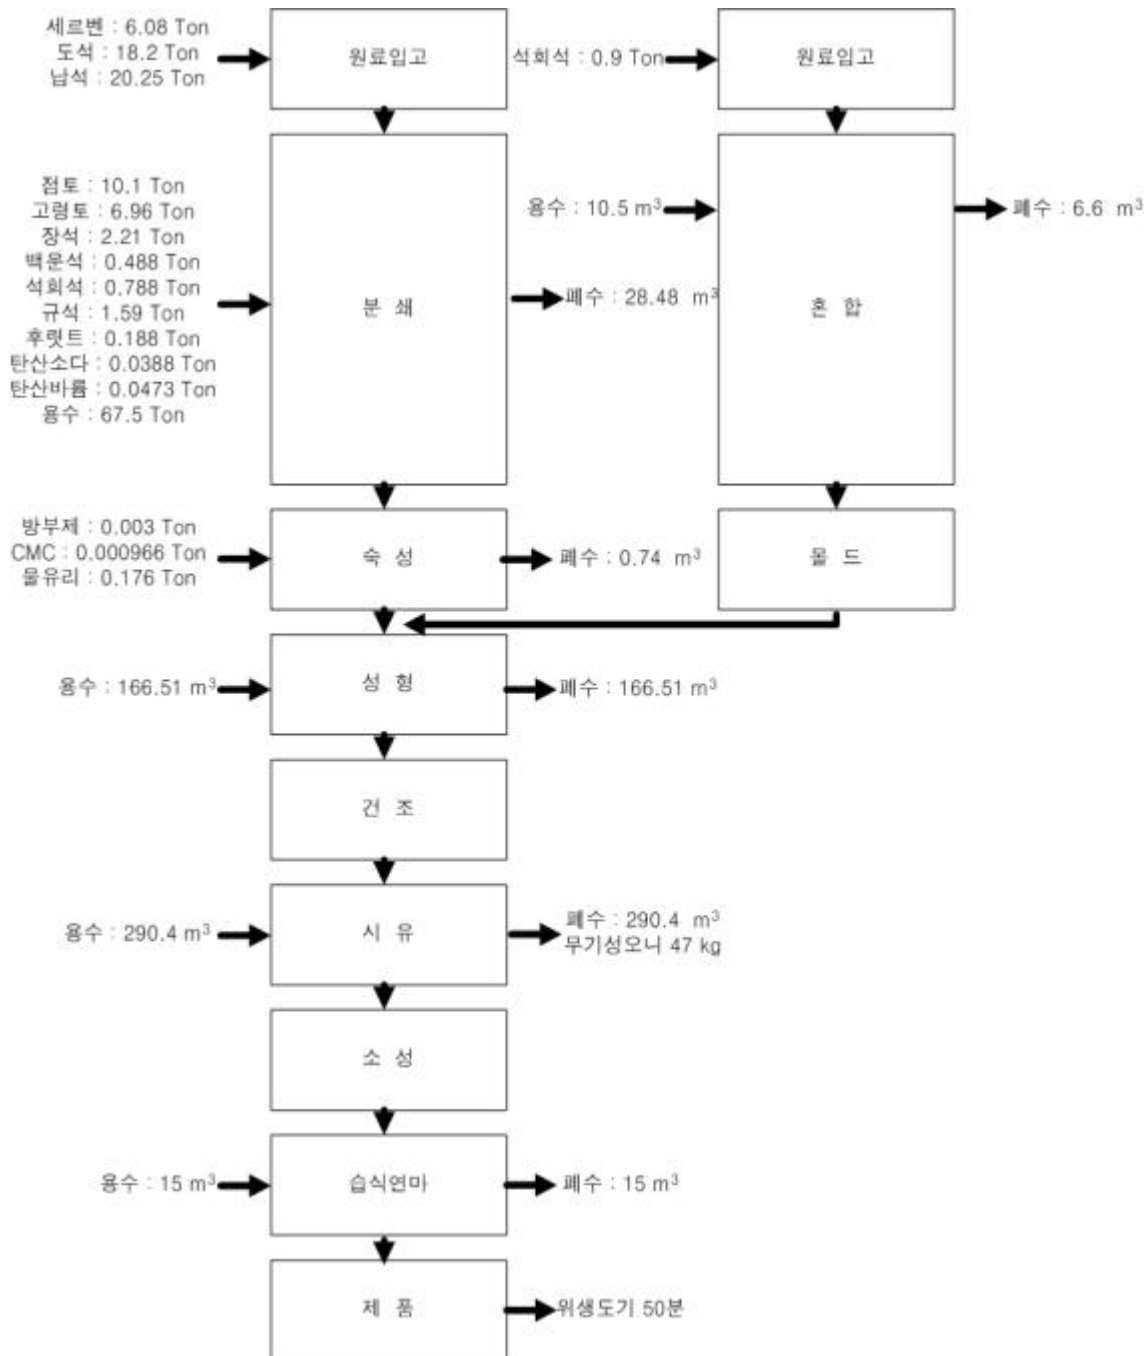 세르벤 : 6.08 Ton
도석 : 18.2 Ton
납석 : 20.25 Ton
원료입고
석회석 : 0.9 Ton
원료입고
점토 : 10.1 Ton
고령토 : 6.96 Ton
장석 : 2.21 Ton
백운석 : 0.488 Ton
석회석 : 0.788 Ton
규석 : 1.59 Ton
후릿트 : 0.188 Ton
탄산소다 : 0.0388 Ton
탄산바륨 : 0.0473 Ton
용수 : 67.5 Ton
분 쇄
폐수 : 28.48 m³
용수 : 10.5 m³
혼 합
폐수 : 6.6 m³
방부제 : 0.003 Ton
CMC : 0.000966 Ton
물유리 : 0.176 Ton
숙 성
폐수 : 0.74 m³
몰 드
용수 : 166.51 m³
성 형
폐수 : 166.51 m³
건 조
용수 : 290.4 m³
시 유
폐수 : 290.4 m³
무기성오니 47 kg
소 성
용수 : 15 m³
습식연마
폐수 : 15 m³
제 품
위생도기 50분